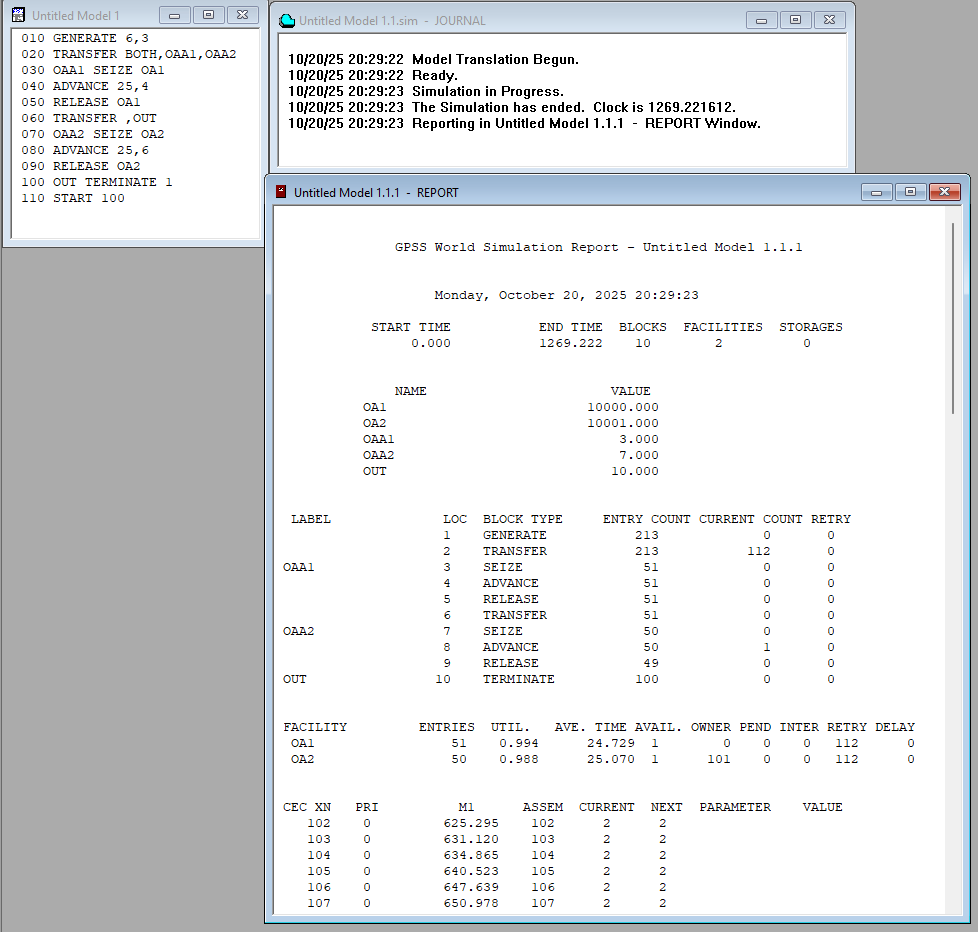 Untitled Model 1
010 GENERATE 6,3
020 TRANSFER BOTH,OAA1,OAA2
030 OAA1 SEIZE OA1
040 ADVANCE 25,4
050 RELEASE OA1
060 TRANSFER ,OUT
070 OAA2 SEIZE OA2
080 ADVANCE 25,6
090 RELEASE OA2
100 OUT TERMINATE 1
110 START 100
Untitled Model 1.1.sim - JOURNAL
10/20/25 20:29:22 Model Translation Begun.
10/20/25 20:29:22 Ready.
10/20/25 20:29:23 Simulation in Progress.
10/20/25 20:29:23 The Simulation has ended. Clock is 1269.221612.
10/20/25 20:29:23 Reporting in Untitled Model 1.1.1 - REPORT Window.
Untitled Model 1.1.1 - REPORT
GPSS World Simulation Report - Untitled Model 1.1.1
Monday, October 20, 2025 20:29:23
START TIME END TIME BLOCKS FACILITIES STORAGES
0.000 1269.222 10 2 0
NAME VALUE
OA1 10000.000
OA2 10001.000
OAA1 3.000
OAA2 7.000
OUT 10.000
LABEL LOC BLOCK TYPE ENTRY COUNT CURRENT COUNT RETRY
1 GENERATE 213 0 0
2 TRANSFER 213 112 0
OAA1 3 SEIZE 51 0 0
4 ADVANCE 51 0 0
5 RELEASE 51 0 0
6 TRANSFER 51 0 0
OAA2 7 SEIZE 50 0 0
8 ADVANCE 50 1 0
9 RELEASE 49 0 0
OUT 10 TERMINATE 100 0 0
FACILITY ENTRIES UTIL. AVE. TIME AVAIL. OWNER PEND INTER RETRY DELAY
OA1 51 0.994 24.729 1 0 0 0 112 0
OA2 50 0.988 25.070 1 101 0 0 112 0
CEC XN PRI M1 ASSEM CURRENT NEXT PARAMETER VALUE
102 0 625.295 102 2 2
103 0 631.120 103 2 2
104 0 634.865 104 2 2
105 0 640.523 105 2 2
106 0 647.639 106 2 2
107 0 650.978 107 2 2